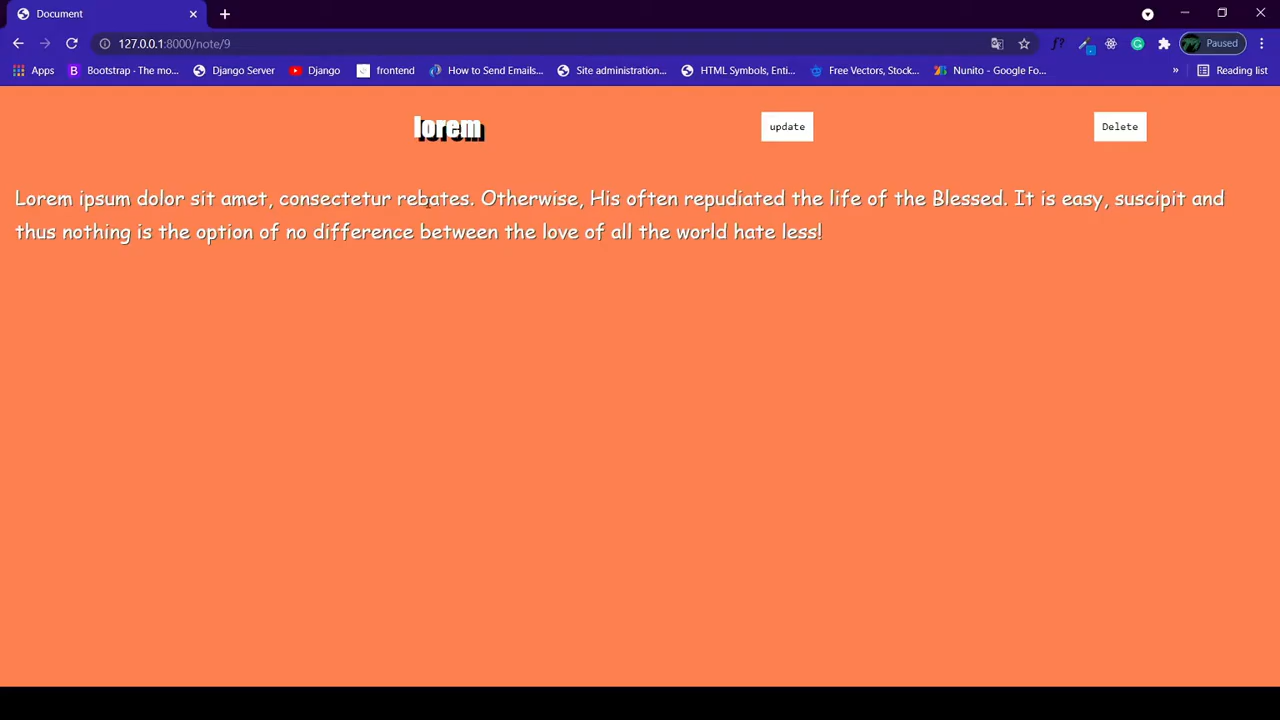 Document
127.0.0.1:8000/note/9
f?
Paused
Apps
B Bootstrap - The mo...
Django Server
Django
frontend
How to Send Emails...
Site administration...
HTML Symbols, Enti...
Free Vectors, Stock...
Nunito - Google Fo...
»
Reading list
lorem
update
Delete
Lorem ipsum dolor sit amet, consectetur rebates. Otherwise, His often repudiated the life of the Blessed. It is easy, suscipit and
thus nothing is the option of no difference between the love of all the world hate less!